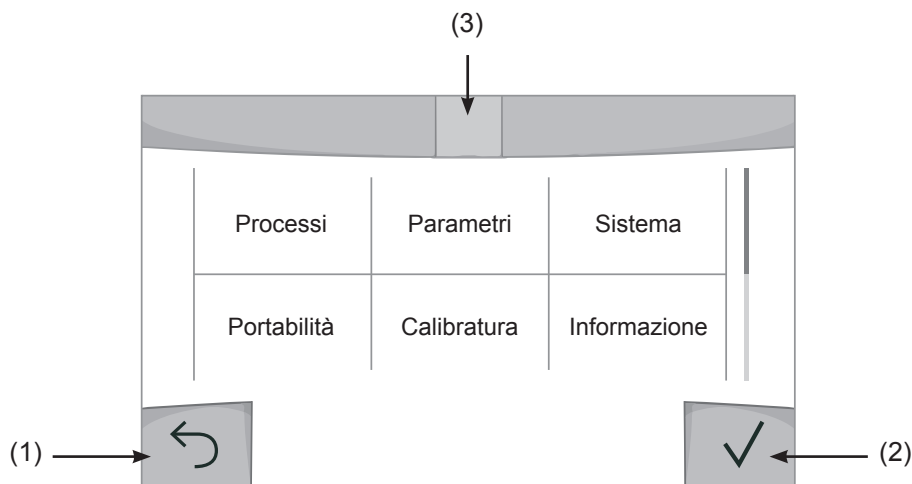 (3)
Processi Parametri Sistema
Portabilità Calibratura Informazione
(1) (2)